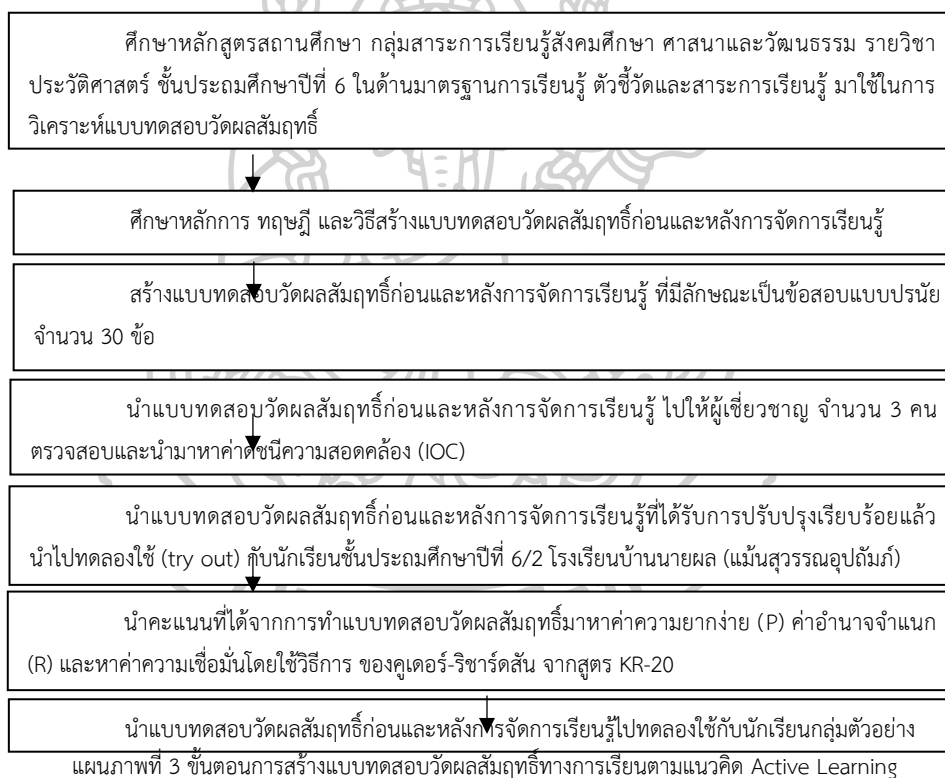 ศึกษาหลักสูตรสถานศึกษา กลุ่มสาระการเรียนรู้สังคมศึกษา ศาสนาและวัฒนธรรม รายวิชา
ประวัติศาสตร์ ชั้นประถมศึกษาปีที่ 6 ในด้านมาตรฐานการเรียนรู้ ตัวชี้วัดและสาระการเรียนรู้ มาใช้ในการ
วิเคราะห์แบบทดสอบวัดผลสัมฤทธิ์
ศึกษาหลักการ ทฤษฎี และวิธีสร้างแบบทดสอบวัดผลสัมฤทธิ์ก่อนและหลังการจัดการเรียนรู้
สร้างแบบทดสอบวัดผลสัมฤทธิ์ก่อนและหลังการจัดการเรียนรู้ ที่มีลักษณะเป็นข้อสอบแบบปรนัย
จำนวน 30 ข้อ
นำแบบทดสอบวัดผลสัมฤทธิ์ก่อนและหลังการจัดการเรียนรู้ ไปให้ผู้เชี่ยวชาญ จำนวน 3 คน
ตรวจสอบและนำมาหาค่าดัชนีความสอดคล้อง (IOC)
นำแบบทดสอบวัดผลสัมฤทธิ์ก่อนและหลังการจัดการเรียนรู้ที่ได้รับการปรับปรุงเรียบร้อยแล้ว
นำไปทดลองใช้ (try out) กับนักเรียนชั้นประถมศึกษาปีที่ 6/2 โรงเรียนบ้านนายผล (แม้นสุวรรณอุปถัมภ์)
นำคะแนนที่ได้จากการทำแบบทดสอบวัดผลสัมฤทธิ์มาหาค่าความยากง่าย (P) ค่าอำนาจจำแนก
(R) และหาค่าความเชื่อมั่นโดยใช้วิธีการ ของคูเดอร์-ริชาร์ดสัน จากสูตร KR-20
นำแบบทดสอบวัดผลสัมฤทธิ์ก่อนและหลังการจัดการเรียนรู้ไปทดลองใช้กับนักเรียนกลุ่มตัวอย่าง
แผนภาพที่ 3 ขั้นตอนการสร้างแบบทดสอบวัดผลสัมฤทธิ์ทางการเรียนตามแนวคิด Active Learning